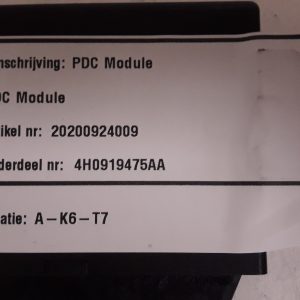 nschrijving: PDC Module
DC Module
ikel nr: 20200924009
derdeel nr: 4H0919475AA
atie: A-K6-T7